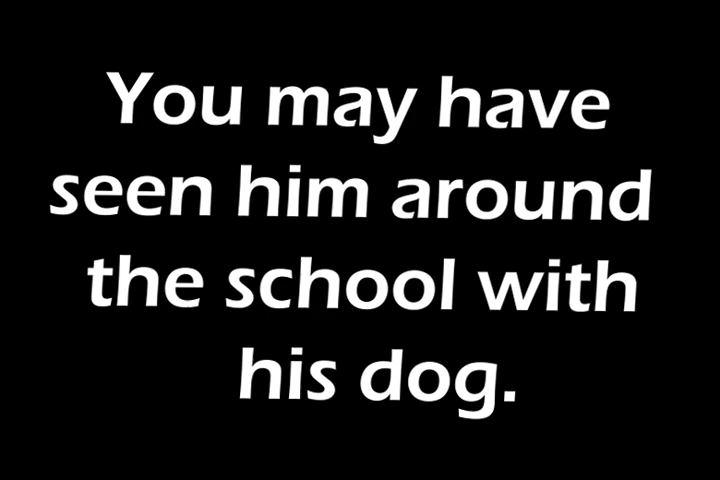 You may have
seen him around
the school with
his dog.